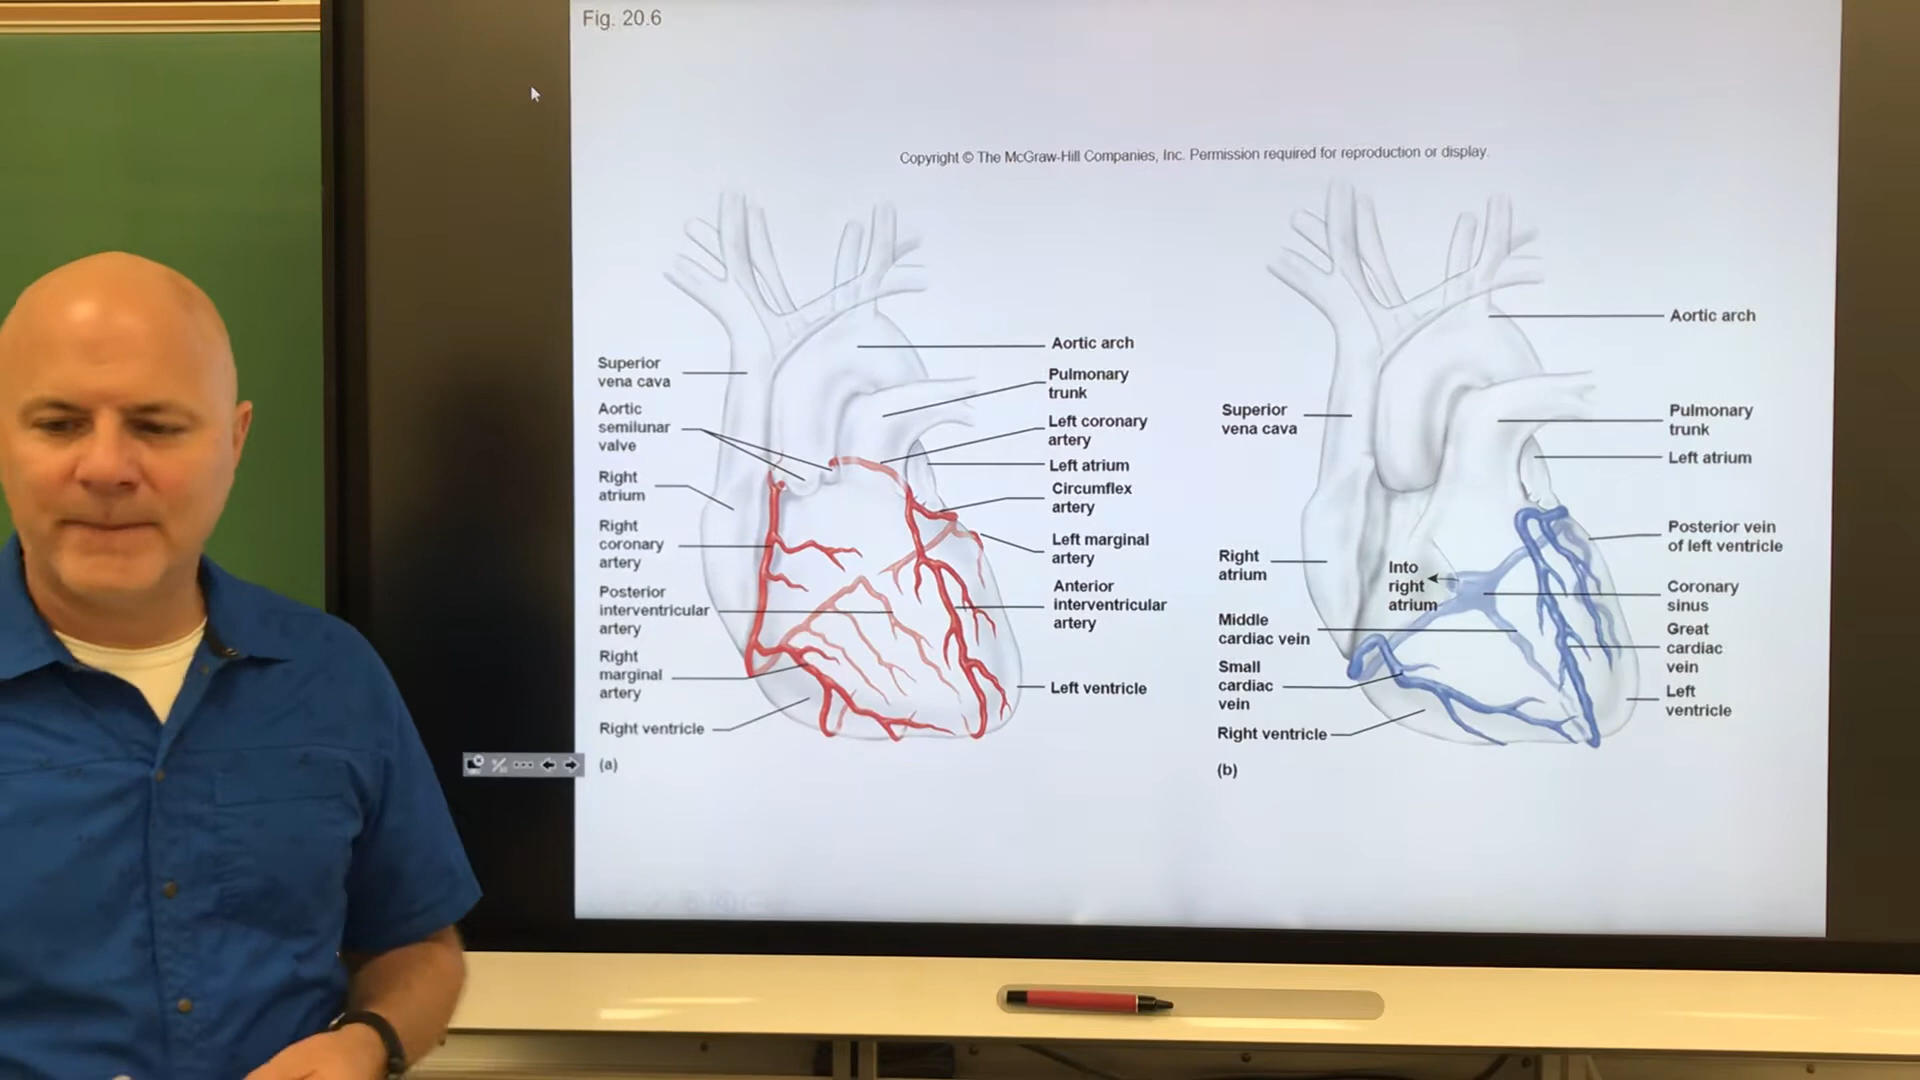 Fig. 20.6
Copyright © The McGraw-Hill Companies, Inc. Permission required for reproduction or display.
Superior
vena cava
Aortic
semilunar
valve
Right
atrium
Right
coronary
artery
Posterior
interventricular
artery
Right
marginal
artery
Right ventricle
(a)
Aortic arch
Pulmonary
trunk
Left coronary
artery
Left atrium
Circumflex
artery
Left marginal
artery
Anterior
interventricular
artery
Left ventricle
Superior
vena cava
Right
atrium
Into
right
atrium
Middle
cardiac vein
Small
cardiac
vein
Right ventricle
(b)
Aortic arch
Pulmonary
trunk
Left atrium
Posterior vein
of left ventricle
Coronary
sinus
Great
cardiac
vein
Left
ventricle